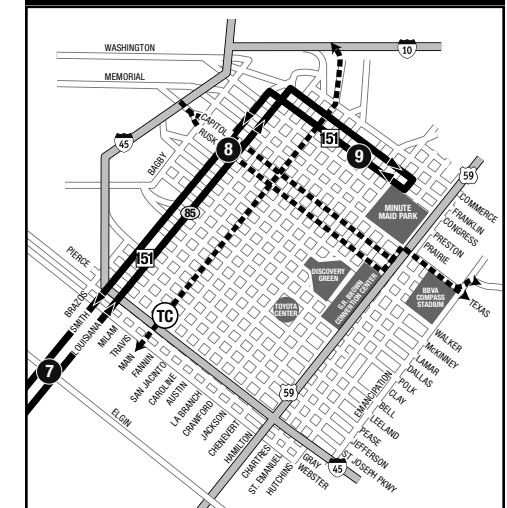 WASHINGTON
10
MEMORIAL
CAPITOL
RUSK
8
151
9
45
BAGBY
59
85
COMMERCE
FRANKLIN
CONGRESS
PRESTON
PRAIRIE
TEXAS
MINUTE
MAID PARK
PIERCE
151
DISCOVERY
GREEN
G.R. BROWN
CONVENTION CENTER
BBVA
COMPASS
STADIUM
TOYOTA
CENTER
BRAZOS
SMITH
LOUISIANA
MILAM
TRAVIS
MAIN
FANNIN
SAN JACINTO
CAROLINE
AUSTIN
LA BRANCH
CRAWFORD
JACKSON
CHENEVERT
HAMILTON
CHARTRES
ST. EMANUEL
HUTCHINS
TC
7
ELGIN
59
EMANCIPATION
WALKER
McKINNEY
LAMAR
DALLAS
POLK
CLAY
BELL
LEELAND
PEASE
JEFFERSON
ST JOSEPH PKWY
GRAY
WEBSTER
45